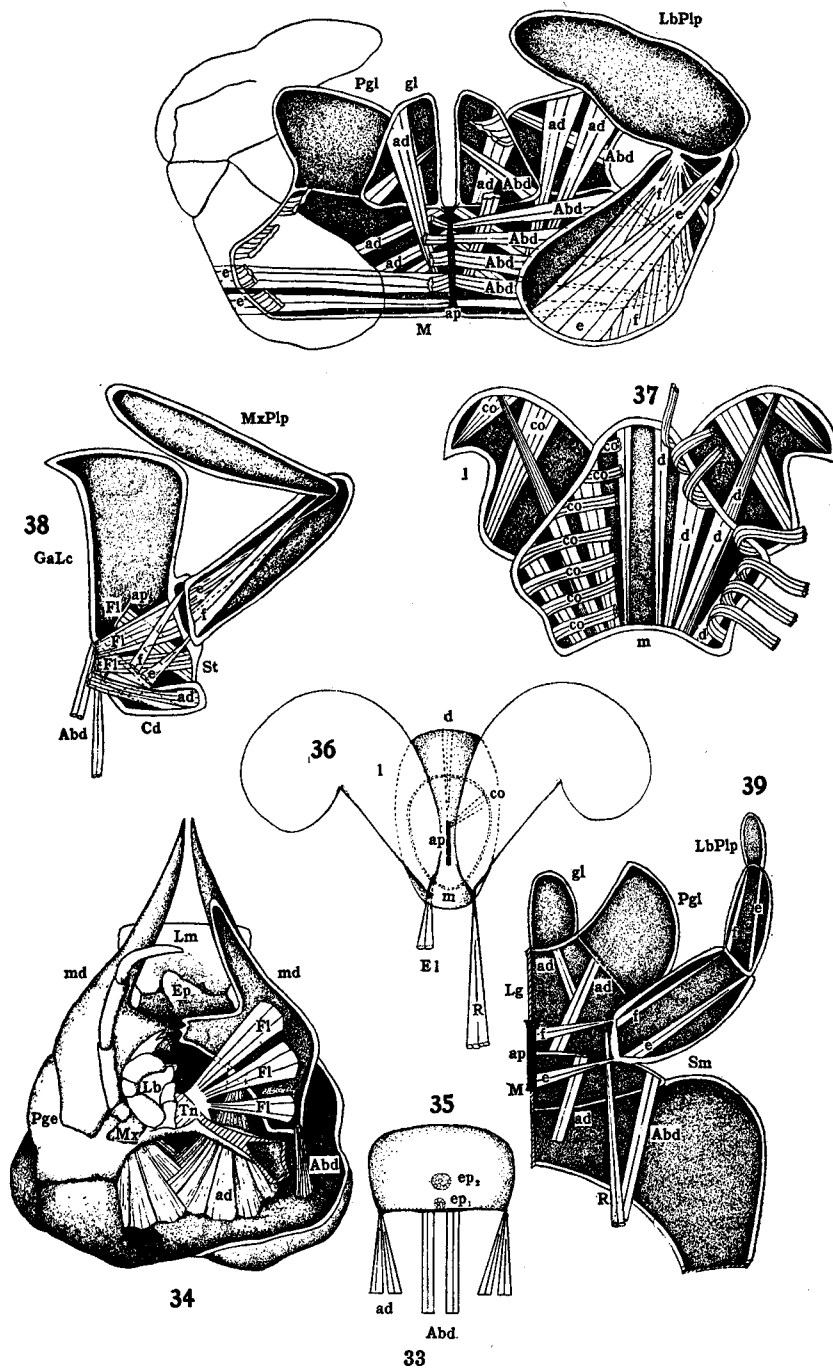 LbPlp
Pgl
gl
ad
ad
ad
Abd
ad
Abd
f
e
Abd
ad
ad
Abd
Abd
Abd
e
e
ap
M
e
f
MxPlp
37
co
co
co
d
l
co
co
co
co
co
d
d
d
d
m
38
GaLc
ap
Fl
Fl
Fl
e
f
f
e
St
ad
Abd
Cd
36
d
l
co
ap
m
El
R
39
LbPlp
gl
Pgl
e
f
ad
ad
Lg
f
f
ap
e
e
M
Sm
ad
Abd
R
Lm
md
md
Ep
Fl
Fl
Lb
Tn
Fl
Pge
Mx
Abd
ad
34
35
ep₂
ep₁
ad
Abd.
33